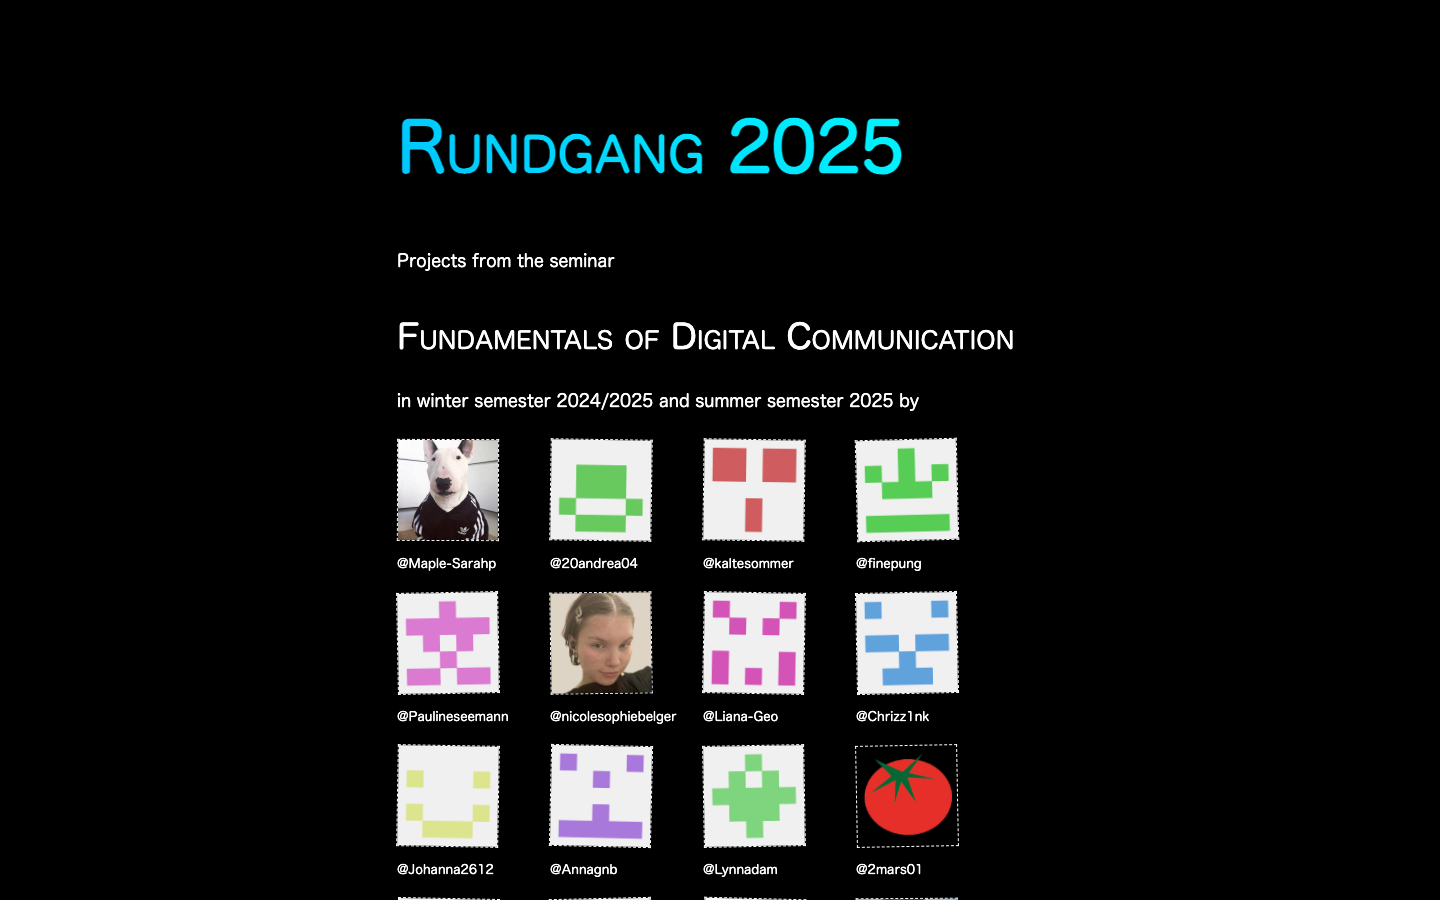 Rundgang 2025
Projects from the seminar
Fundamentals of Digital Communication
in winter semester 2024/2025 and summer semester 2025 by
@Maple-Sarahp @20andrea04 @kaltesommer @finepung
@Paulineseemann @nicolesophiebelger @Liana-Geo @Chrizz1nk
@Johanna2612 @Annagnb @Lynnadam @2mars01